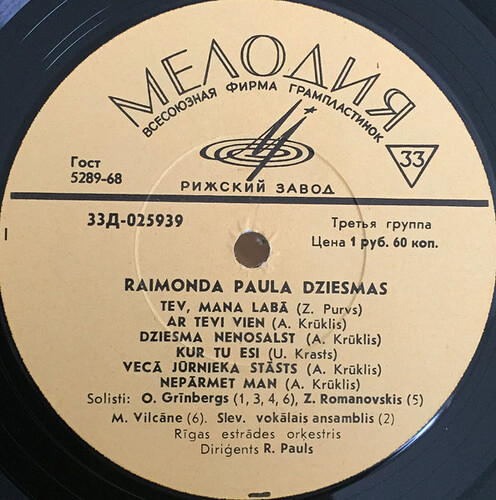 МЕЛОДИЯ
ВСЕСОЮЗНАЯ ФИРМА ГРАМПЛАСТИНОК
Гост
5289-68
33
РИЖСКИЙ ЗАВОД
33Д-025939
Третья группа
Цена 1 руб. 60 коп.
I
RAIMONDA PAULA DZIESMAS
TEV, MANA LABĀ (Z. Purvs)
AR TEVI VIEN (A. Krūklis)
DZIESMA NENOSALST (A. Krūklis)
KUR TU ESI (U. Krasts)
VECĀ JŪRNIEKA STĀSTS (A. Krūklis)
NEPĀRMET MAN (A. Krūklis)
Solisti: O. Grīnbergs (1, 3, 4, 6), Z. Romanovskis (5)
M. Vilcāne (6). Slev. vokālais ansamblis (2)
Rīgas estrādes orķestris
Diriģents R. Pauls